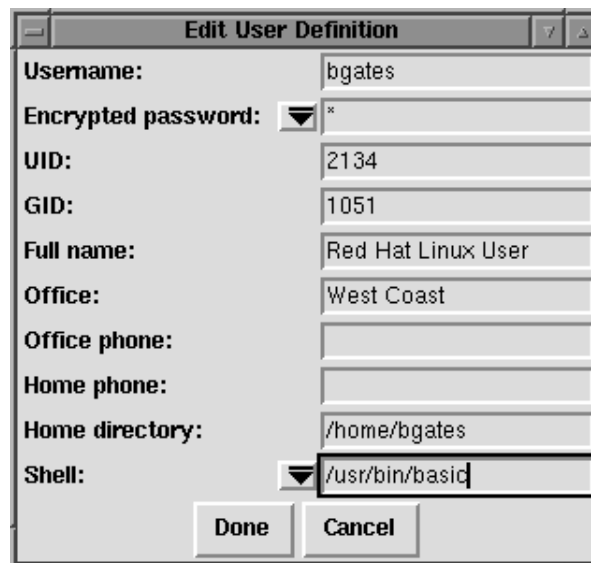 Edit User Definition
Username: bgates
Encrypted password: *
UID: 2134
GID: 1051
Full name: Red Hat Linux User
Office: West Coast
Office phone:
Home phone:
Home directory: /home/bgates
Shell: /usr/bin/basic
Done Cancel